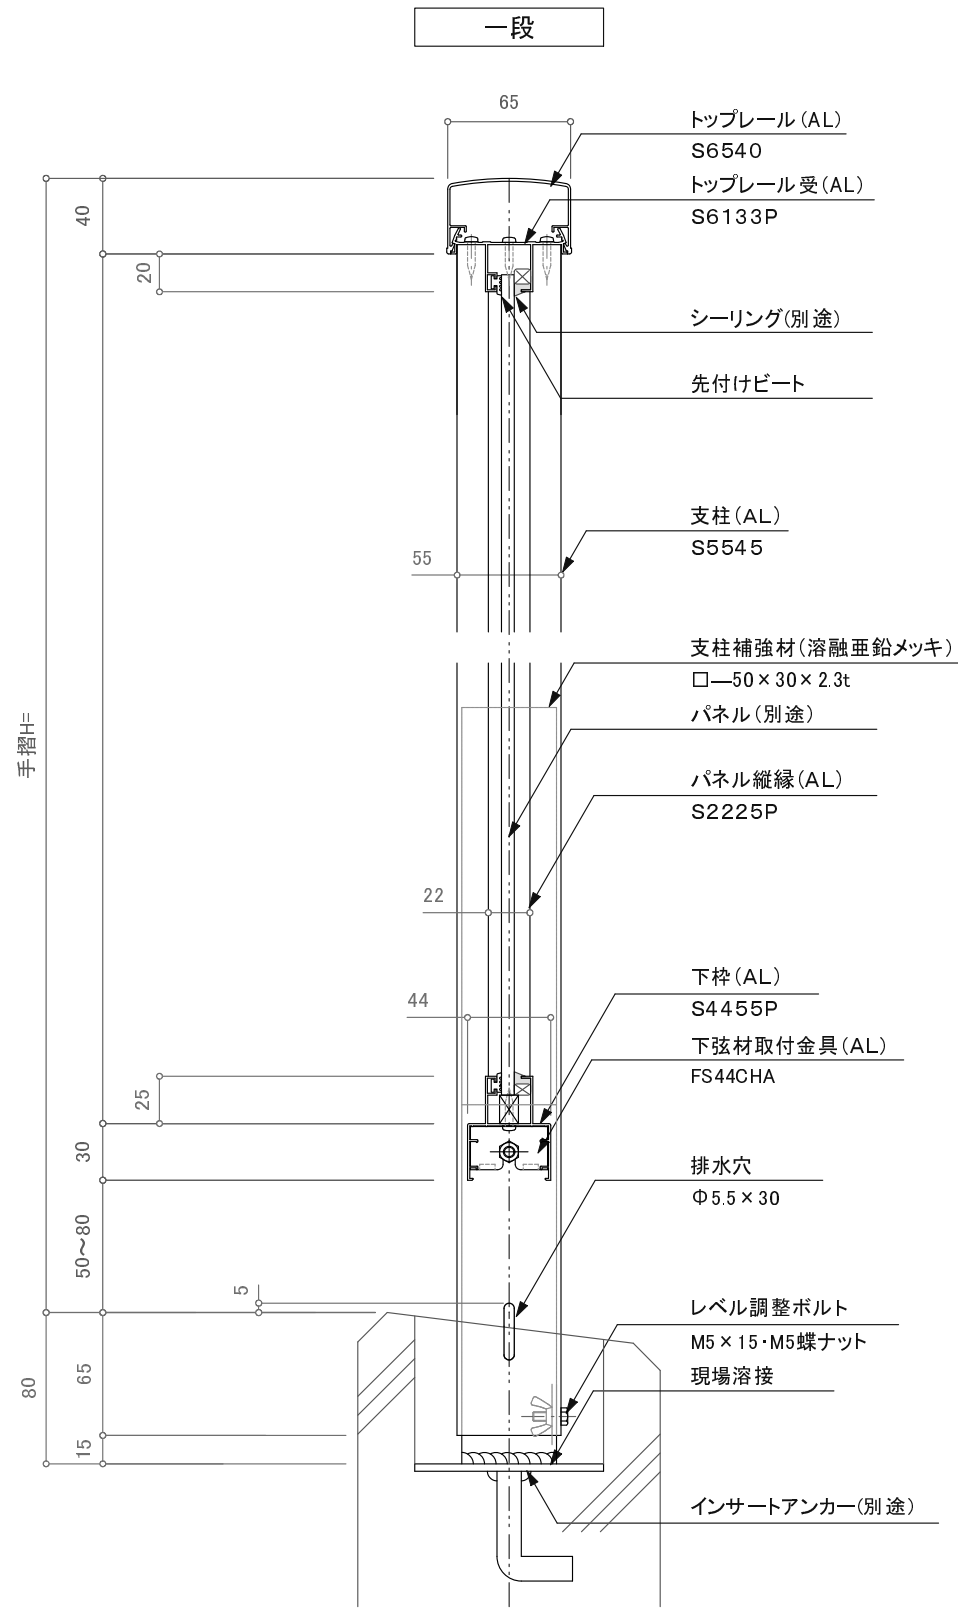 一段
65
トップレール(AL)
S6540
トップレール受(AL)
S6133P
40
20
シーリング(別途)
先付けビート
支柱(AL)
S5545
55
支柱補強材(溶融亜鉛メッキ)
□―50×30×2.3t
パネル(別途)
手摺H=
パネル縦縁(AL)
S2225P
22
下枠(AL)
S4455P
44
下弦材取付金具(AL)
FS44CHA
25
30
排水穴
Φ5.5×30
50～80
5
レベル調整ボルト
M5×15・M5蝶ナット
現場溶接
65
80
15
インサートアンカー(別途)